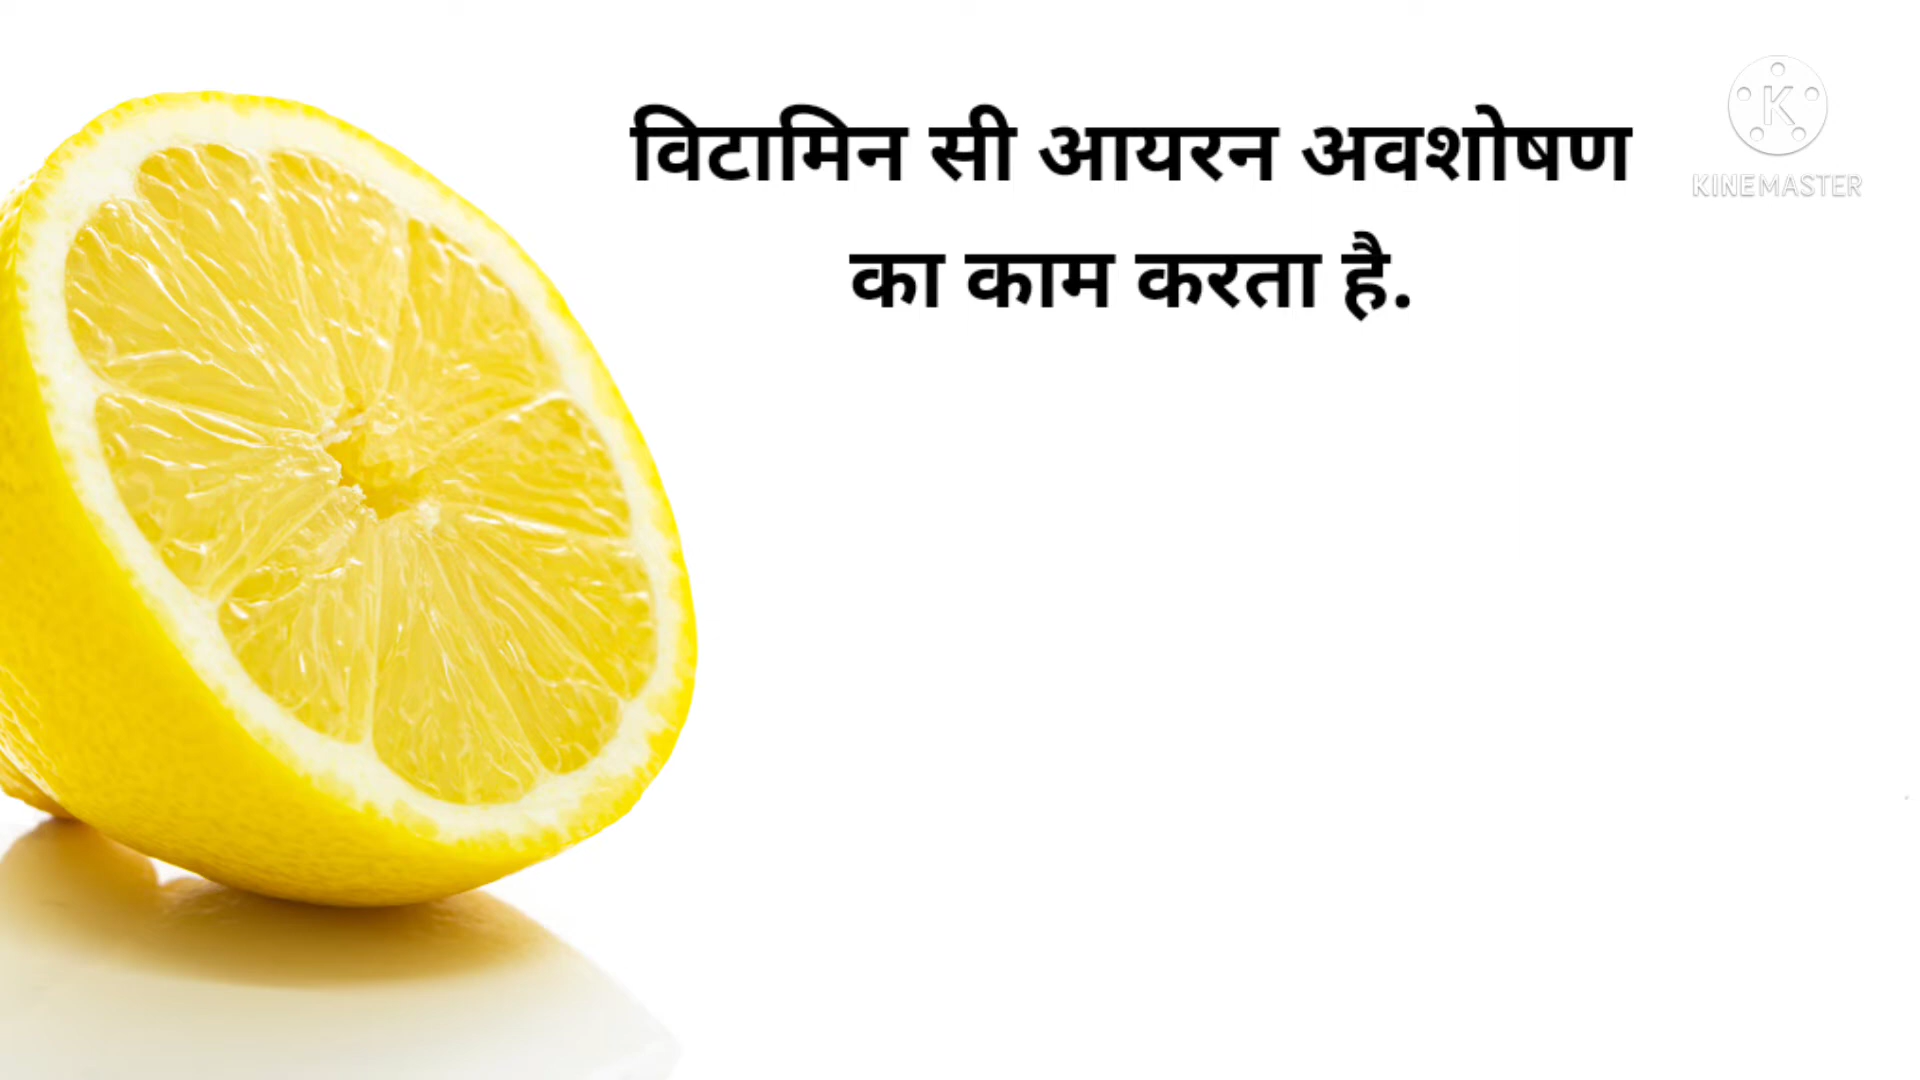 विटामिन सी आयरन अवशोषण
का काम करता है.
K
KINEMASTER